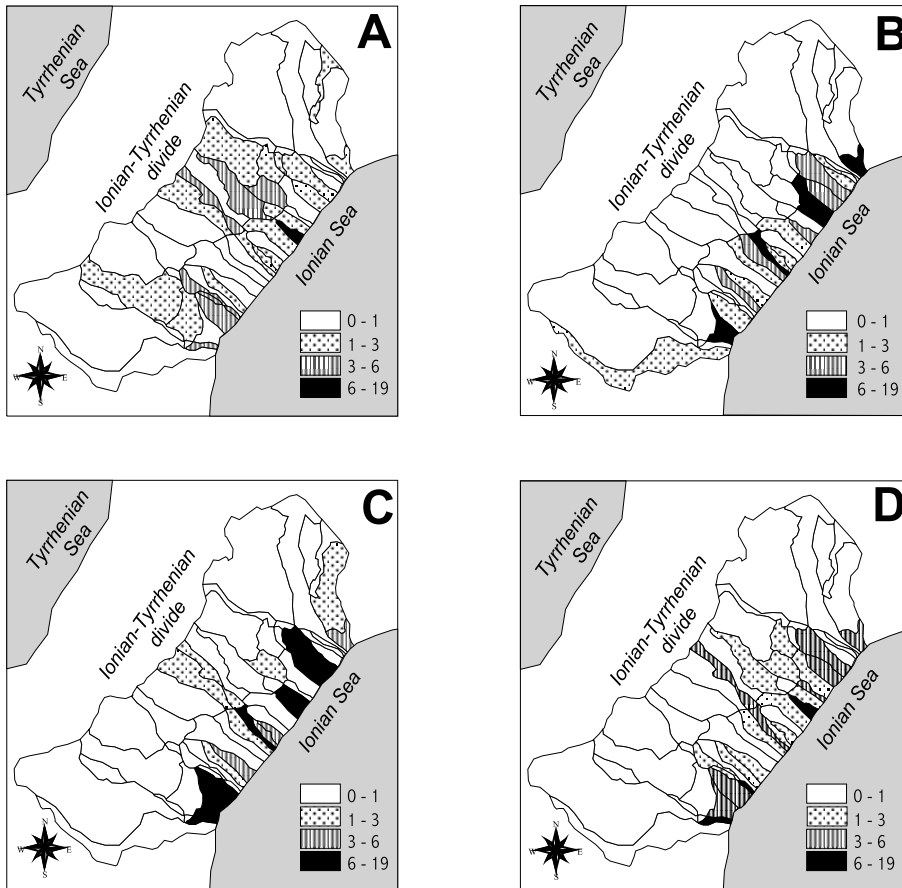 A
Tyrrhenian
Sea
Ionian-Tyrrhenian
divide
Ionian Sea
0 - 1
1 - 3
3 - 6
6 - 19
N
W
E
S
B
Tyrrhenian
Sea
Ionian-Tyrrhenian
divide
Ionian Sea
0 - 1
1 - 3
3 - 6
6 - 19
N
W
E
S
C
Tyrrhenian
Sea
Ionian-Tyrrhenian
divide
Ionian Sea
0 - 1
1 - 3
3 - 6
6 - 19
N
W
E
S
D
Tyrrhenian
Sea
Ionian-Tyrrhenian
divide
Ionian Sea
0 - 1
1 - 3
3 - 6
6 - 19
N
W
E
S